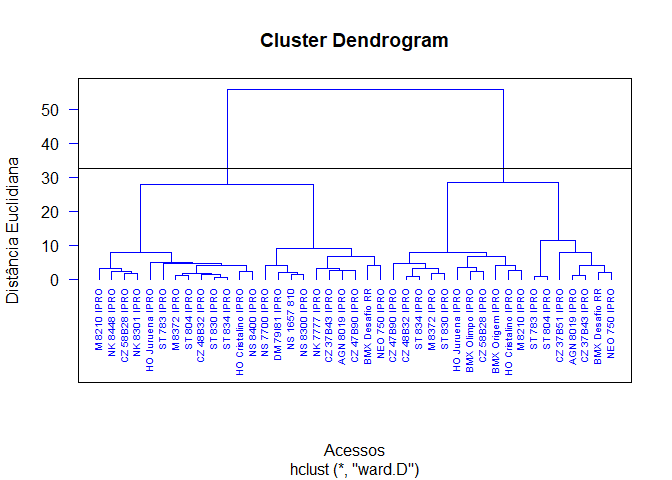 Cluster Dendrogram
Distância Euclidiana
50
40
30
20
10
0
M 8210 IPRO
NK 8448 IPRO
CZ 58B28 IPRO
NK 8301 IPRO
HO Juruena IPRO
ST 783 IPRO
M 8372 IPRO
ST 804 IPRO
CZ 48B32 IPRO
ST 830 IPRO
ST 834 IPRO
HO Cristalino IPRO
NS 8400 IPRO
NS 7700 IPRO
DM 79I81 IPRO
NS 1657 810
NS 8300 IPRO
NK 7777 IPRO
CZ 37B43 IPRO
AGN 8019 IPRO
CZ 47B90 IPRO
BMX Desafio RR
NEO 750 IPRO
CZ 47B90 IPRO
CZ 48B32 IPRO
ST 834 IPRO
M 8372 IPRO
ST 830 IPRO
HO Juruena IPRO
BMX Olimpo IPRO
CZ 58B28 IPRO
BMX Origem IPRO
HO Cristalino IPRO
M 8210 IPRO
ST 783 IPRO
ST 804 IPRO
CZ 37B51 IPRO
AGN 8019 IPRO
CZ 37B43 IPRO
BMX Desafio RR
NEO 750 IPRO
Acessos
hclust (*, "ward.D")